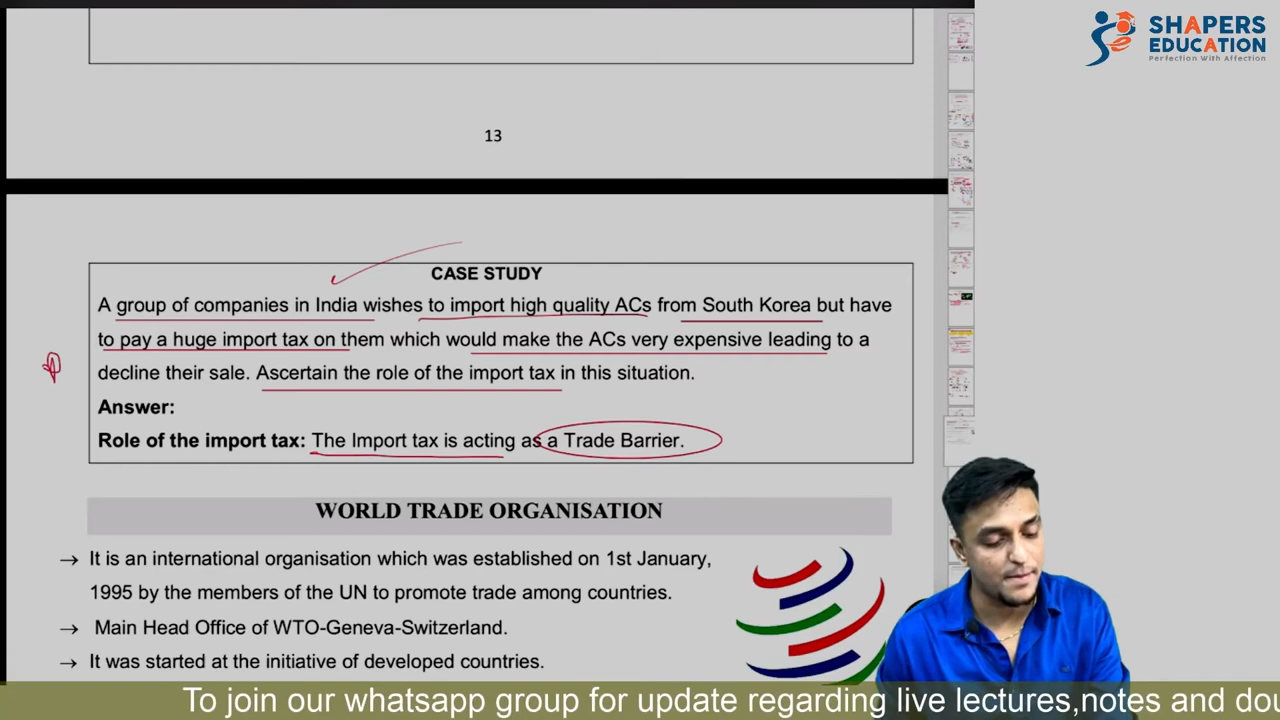 SHAPERS
EDUCATION
Perfection With Affection
13
CASE STUDY
A group of companies in India wishes to import high quality ACs from South Korea but have
to pay a huge import tax on them which would make the ACs very expensive leading to a
decline their sale. Ascertain the role of the import tax in this situation.
Answer:
Role of the import tax: The Import tax is acting as a Trade Barrier.
WORLD TRADE ORGANISATION
→ It is an international organisation which was established on 1st January,
1995 by the members of the UN to promote trade among countries.
→ Main Head Office of WTO-Geneva-Switzerland.
→ It was started at the initiative of developed countries.
To join our whatsapp group for update regarding live lectures,notes and dou